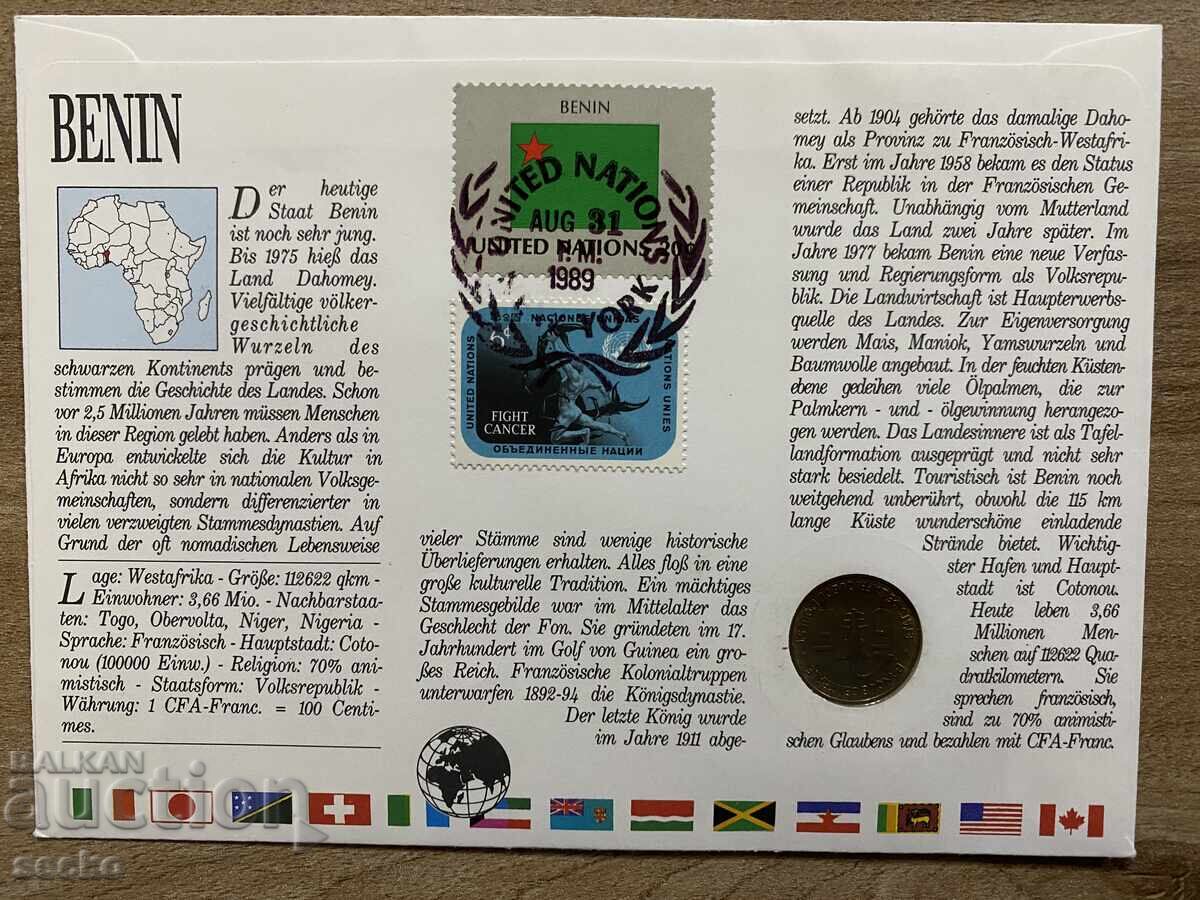 BENIN
Der heutige
Staat Benin
ist noch sehr jung.
Bis 1975 hieß das
Land Dahomey.
Vielfältige völker-
geschichtliche
Wurzeln des
schwarzen Kontinents prägen und be-
stimmen die Geschichte des Landes. Schon
vor 2,5 Millionen Jahren müssen Menschen
in dieser Region gelebt haben. Anders als in
Europa entwickelte sich die Kultur in
Afrika nicht so sehr in nationalen Volksge-
meinschaften, sondern differenzierter in
vielen verzweigten Stammesdynastien. Auf
Grund der oft nomadischen Lebensweise
Lage: Westafrika - Größe: 112622 qkm -
Einwohner: 3,66 Mio. - Nachbarstaa-
ten: Togo, Obervolta, Niger, Nigeria -
Sprache: Französisch - Hauptstadt: Coto-
nou (100000 Einw.) - Religion: 70% ani-
mistisch - Staatsform: Volksrepublik -
Währung: 1 CFA-Franc. = 100 Centi-
mes.
BENIN
UNITED NATIONS
UNITED NATIONS
AUG 31
P.M.
1989
YORK
NACIONES UNIDAS
UNITED NATIONS
NATIONS UNIES
FIGHT
CANCER
ОБЪЕДИНЕННЫЕ НАЦИИ
vieler Stämme sind wenige historische
Überlieferungen erhalten. Alles floß in eine
große kulturelle Tradition. Ein mächtiges
Stammesgebilde war im Mittelalter das
Geschlecht der Fon. Sie gründeten im 17.
Jahrhundert im Golf von Guinea ein gro-
ßes Reich. Französische Kolonialtruppen
unterwarfen 1892-94 die Königsdynastie.
Der letzte König wurde
im Jahre 1911 abge-
setzt. Ab 1904 gehörte das damalige Daho-
mey als Provinz zu Französisch-Westafri-
ka. Erst im Jahre 1958 bekam es den Status
einer Republik in der Französischen Ge-
meinschaft. Unabhängig vom Mutterland
wurde das Land zwei Jahre später. Im
Jahre 1977 bekam Benin eine neue Verfas-
sung und Regierungsform als Volksrepu-
blik. Die Landwirtschaft ist Haupterwerbs-
quelle des Landes. Zur Eigenversorgung
werden Mais, Maniok, Yamswurzeln und
Baumwolle angebaut. In der feuchten Küsten-
ebene gedeihen viele Ölpalmen, die zur
Palmkern - und - ölgewinnung herangezo-
gen werden. Das Landesinnere ist als Tafel-
landformation ausgeprägt und nicht sehr
stark besiedelt. Touristisch ist Benin noch
weitgehend unberührt, obwohl die 115 km
lange Küste wunderschöne einladende
Strände bietet. Wichtig-
ster Hafen und Haupt-
stadt ist Cotonou.
Heute leben 3,66
Millionen Men-
schen auf 112622 Qua-
dratkilometern. Sie
sprechen französisch,
sind zu 70% animisti-
schen Glaubens und bezahlen mit CFA-Franc.
BALKAN
auction
secko